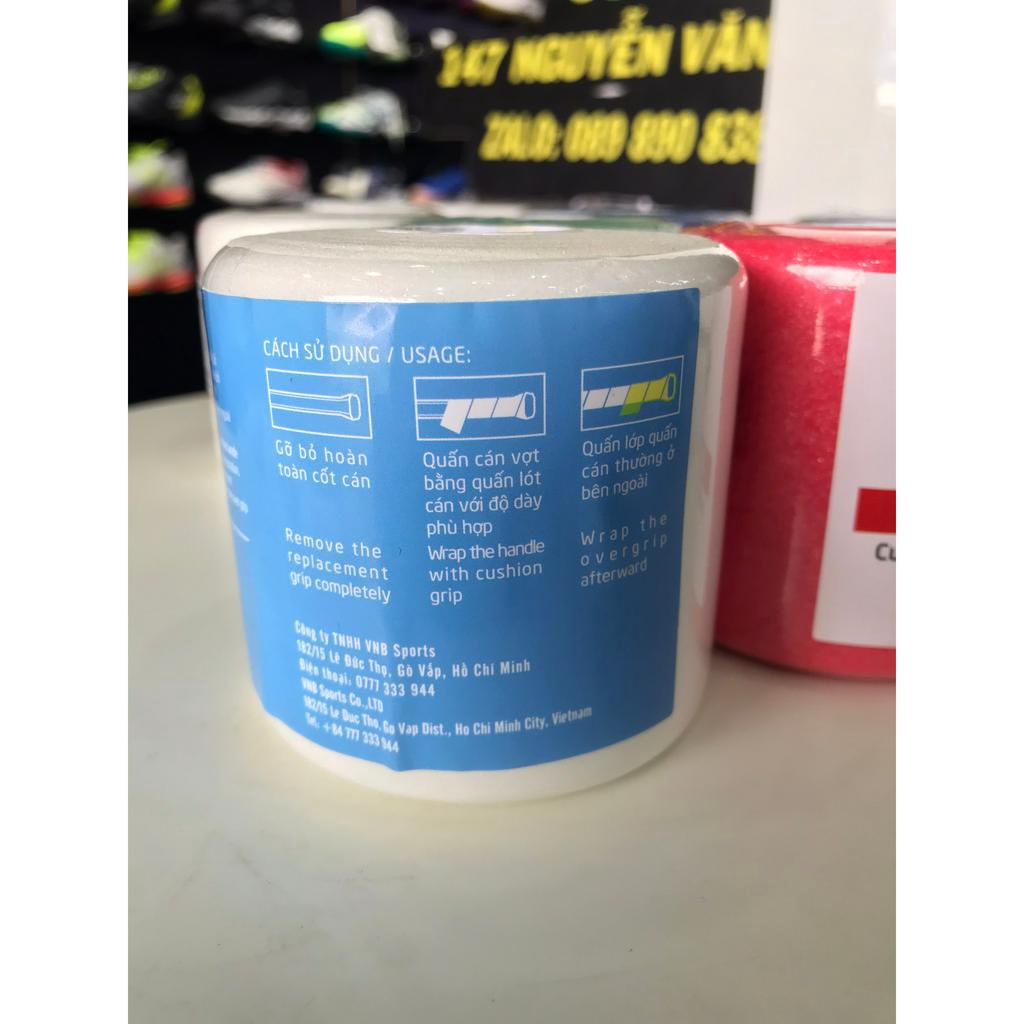 247 NGUYỄN VĂN
ZALO: 089 890 838
CÁCH SỬ DỤNG / USAGE:
Gỡ bỏ hoàn
toàn cốt cán
Remove the
replacement
grip completely
Quấn cán vợt
bằng quấn lót
cán với độ dày
phù hợp
Wrap the handle
with cushion
grip
Quấn lớp quấn
cán thường ở
bên ngoài
Wrap the
overgrip
afterward
Công ty TNHH VNB Sports
182/15 Lê Đức Thọ, Gò Vấp, Hồ Chí Minh
Điện thoại: 0777 333 944
VNB Sports Co.,LTD
182/15 Le Duc Tho, Go Vap Dist., Ho Chi Minh City, Vietnam
Tel: +84 777 333 944
Cu